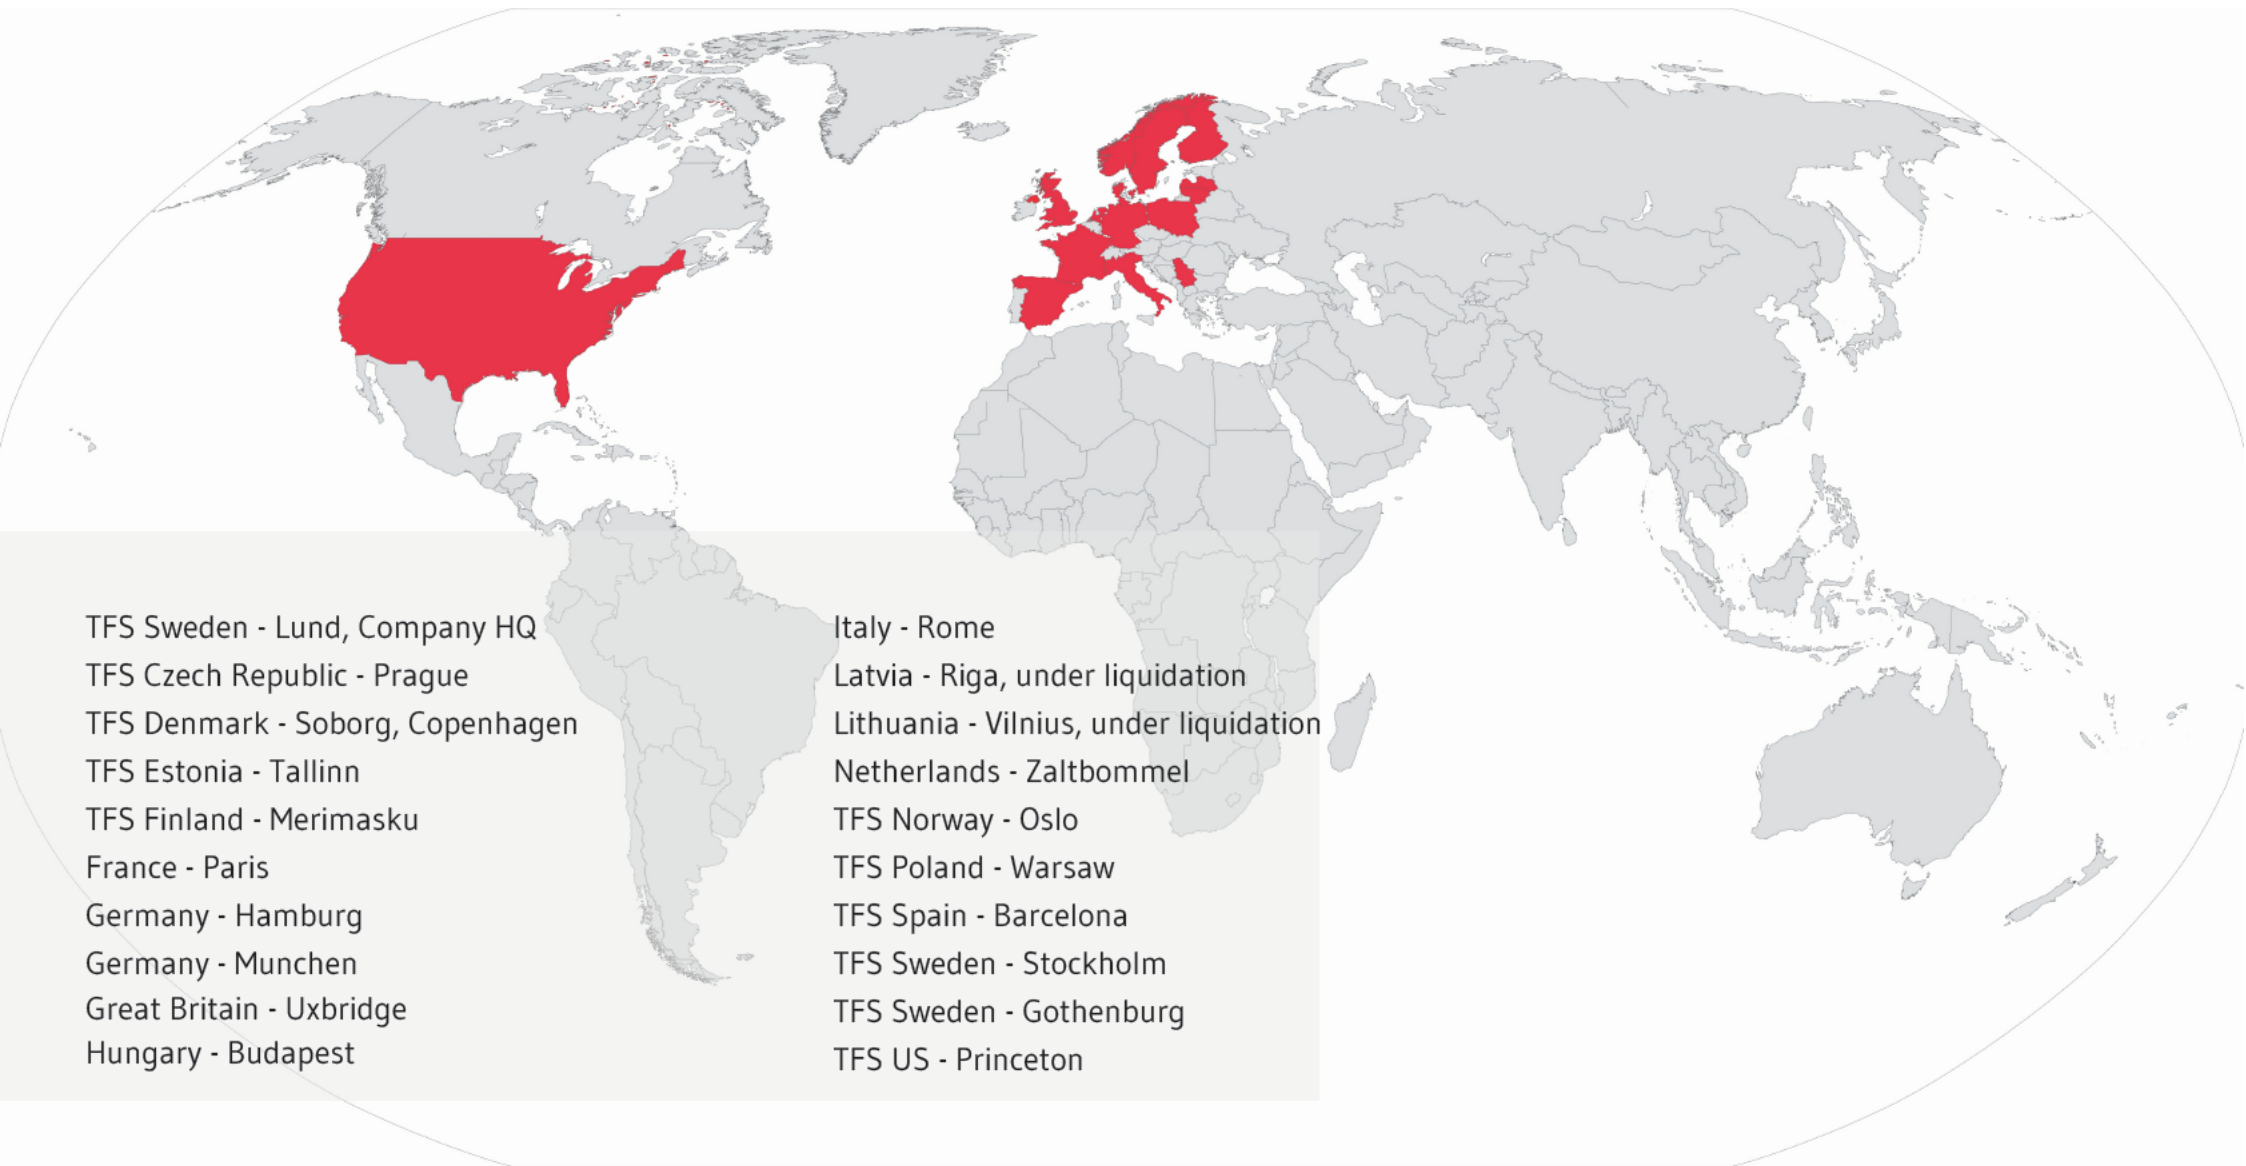 TFS Sweden - Lund, Company HQ
TFS Czech Republic - Prague
TFS Denmark - Soborg, Copenhagen
TFS Estonia - Tallinn
TFS Finland - Merimasku
France - Paris
Germany - Hamburg
Germany - Munchen
Great Britain - Uxbridge
Hungary - Budapest
Italy - Rome
Latvia - Riga, under liquidation
Lithuania - Vilnius, under liquidation
Netherlands - Zaltbommel
TFS Norway - Oslo
TFS Poland - Warsaw
TFS Spain - Barcelona
TFS Sweden - Stockholm
TFS Sweden - Gothenburg
TFS US - Princeton